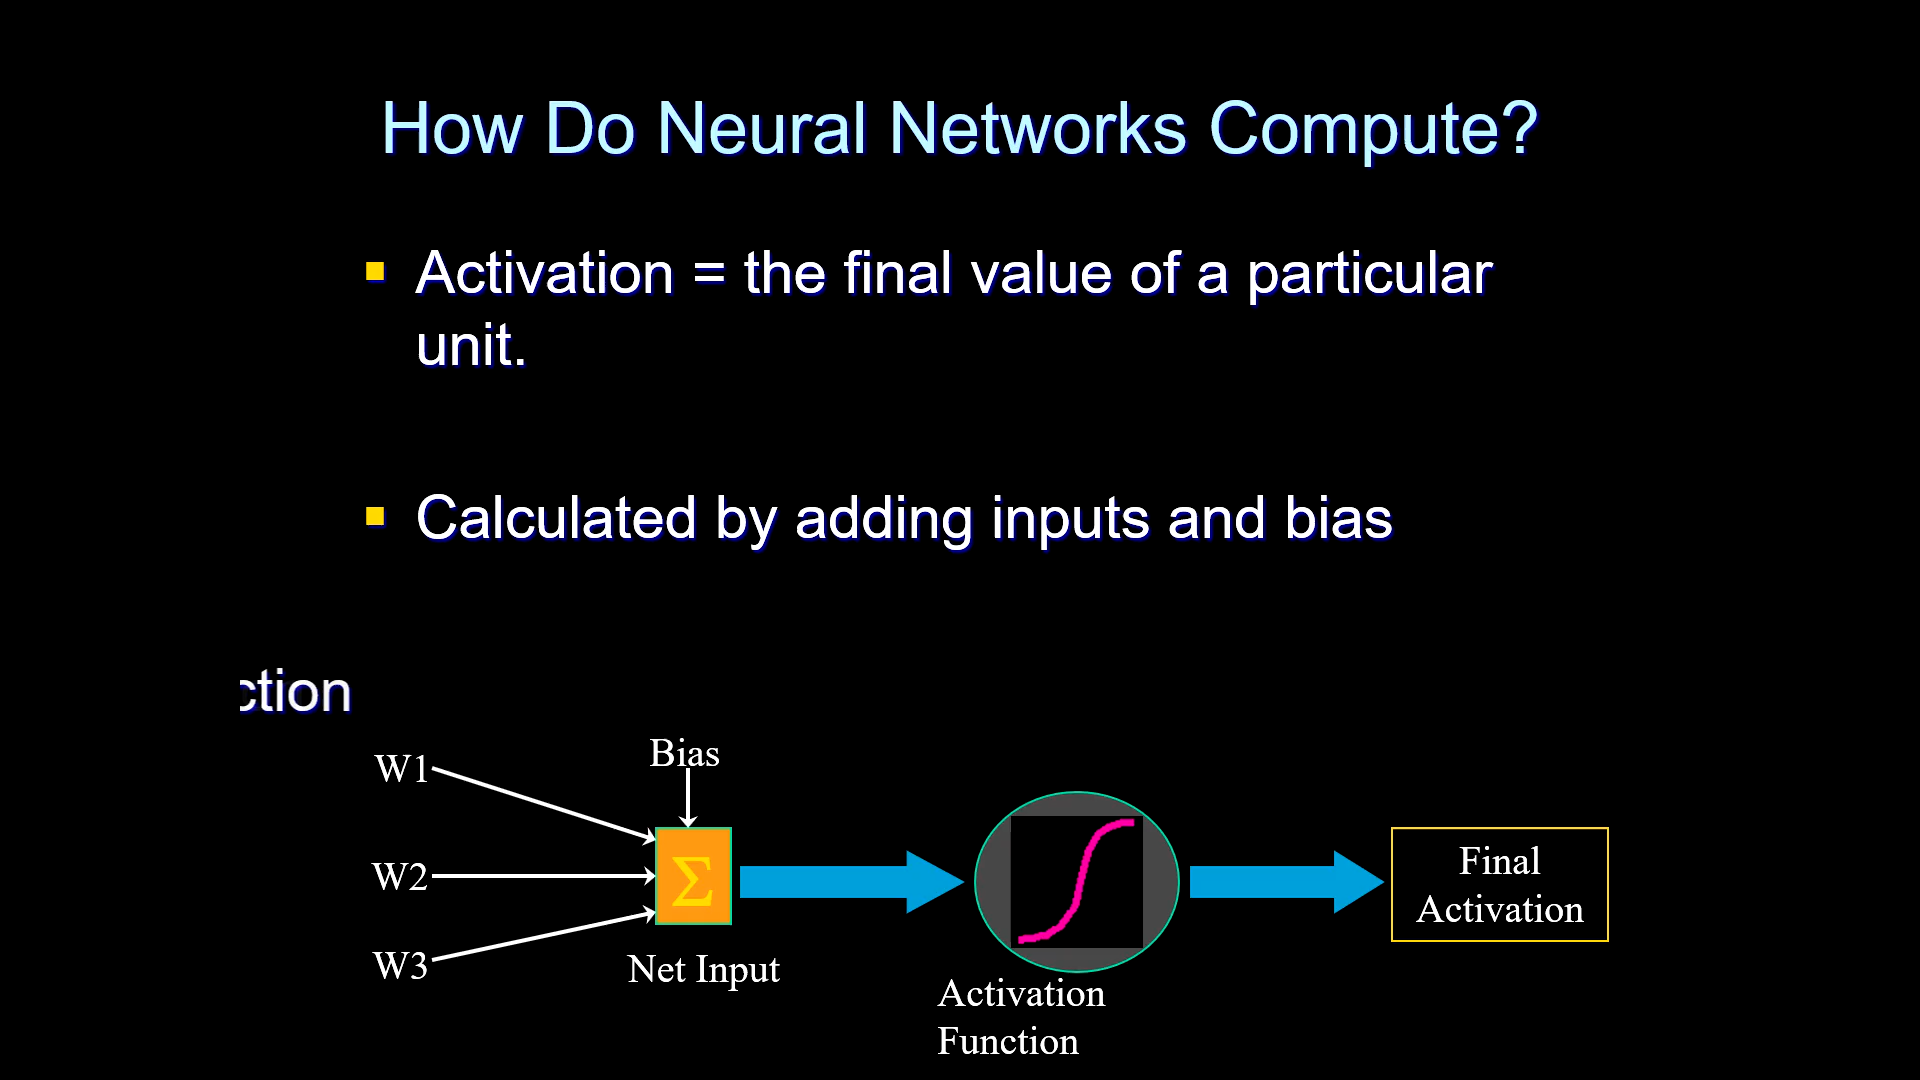 How Do Neural Networks Compute?
Activation = the final value of a particular
unit.
Calculated by adding inputs and bias
ction
W1
Bias
W2
Σ
W3
Net Input
Activation
Function
Final
Activation